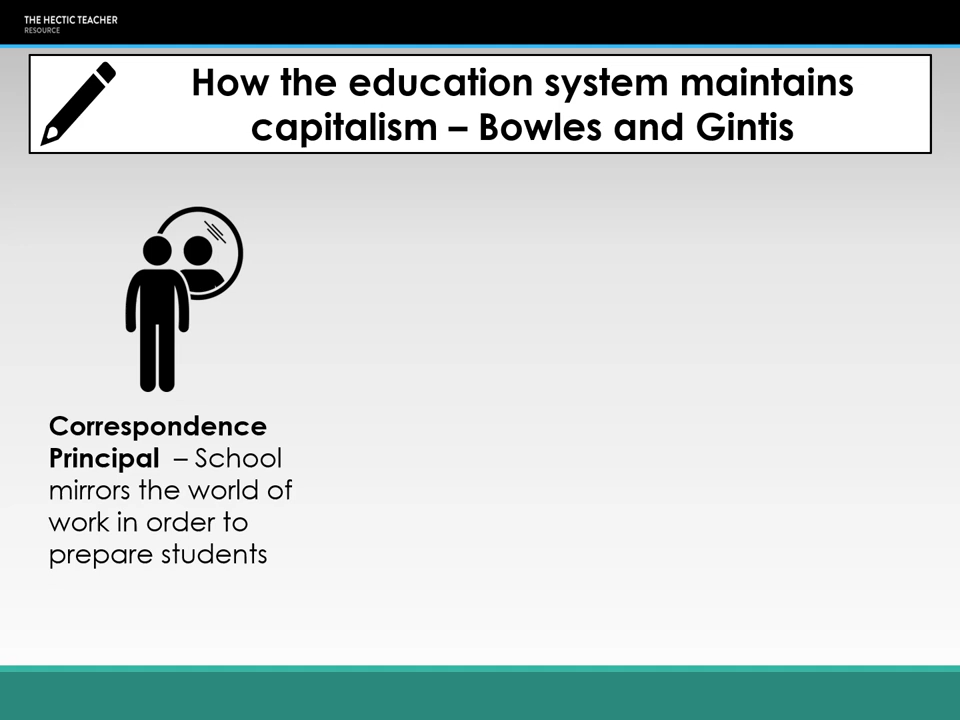 THE HECTIC TEACHER
RESOURCE
How the education system maintains
capitalism – Bowles and Gintis
Correspondence
Principal – School
mirrors the world of
work in order to
prepare students